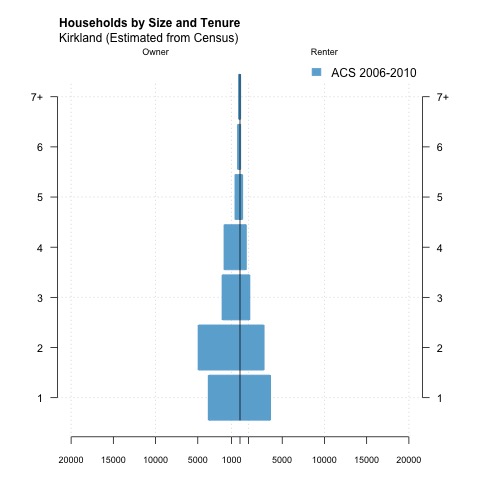 Households by Size and Tenure
Kirkland (Estimated from Census)
Owner Renter
ACS 2006-2010
7+ 7+
6 6
5 5
4 4
3 3
2 2
1 1
20000 15000 10000 5000 1000 5000 10000 15000 20000